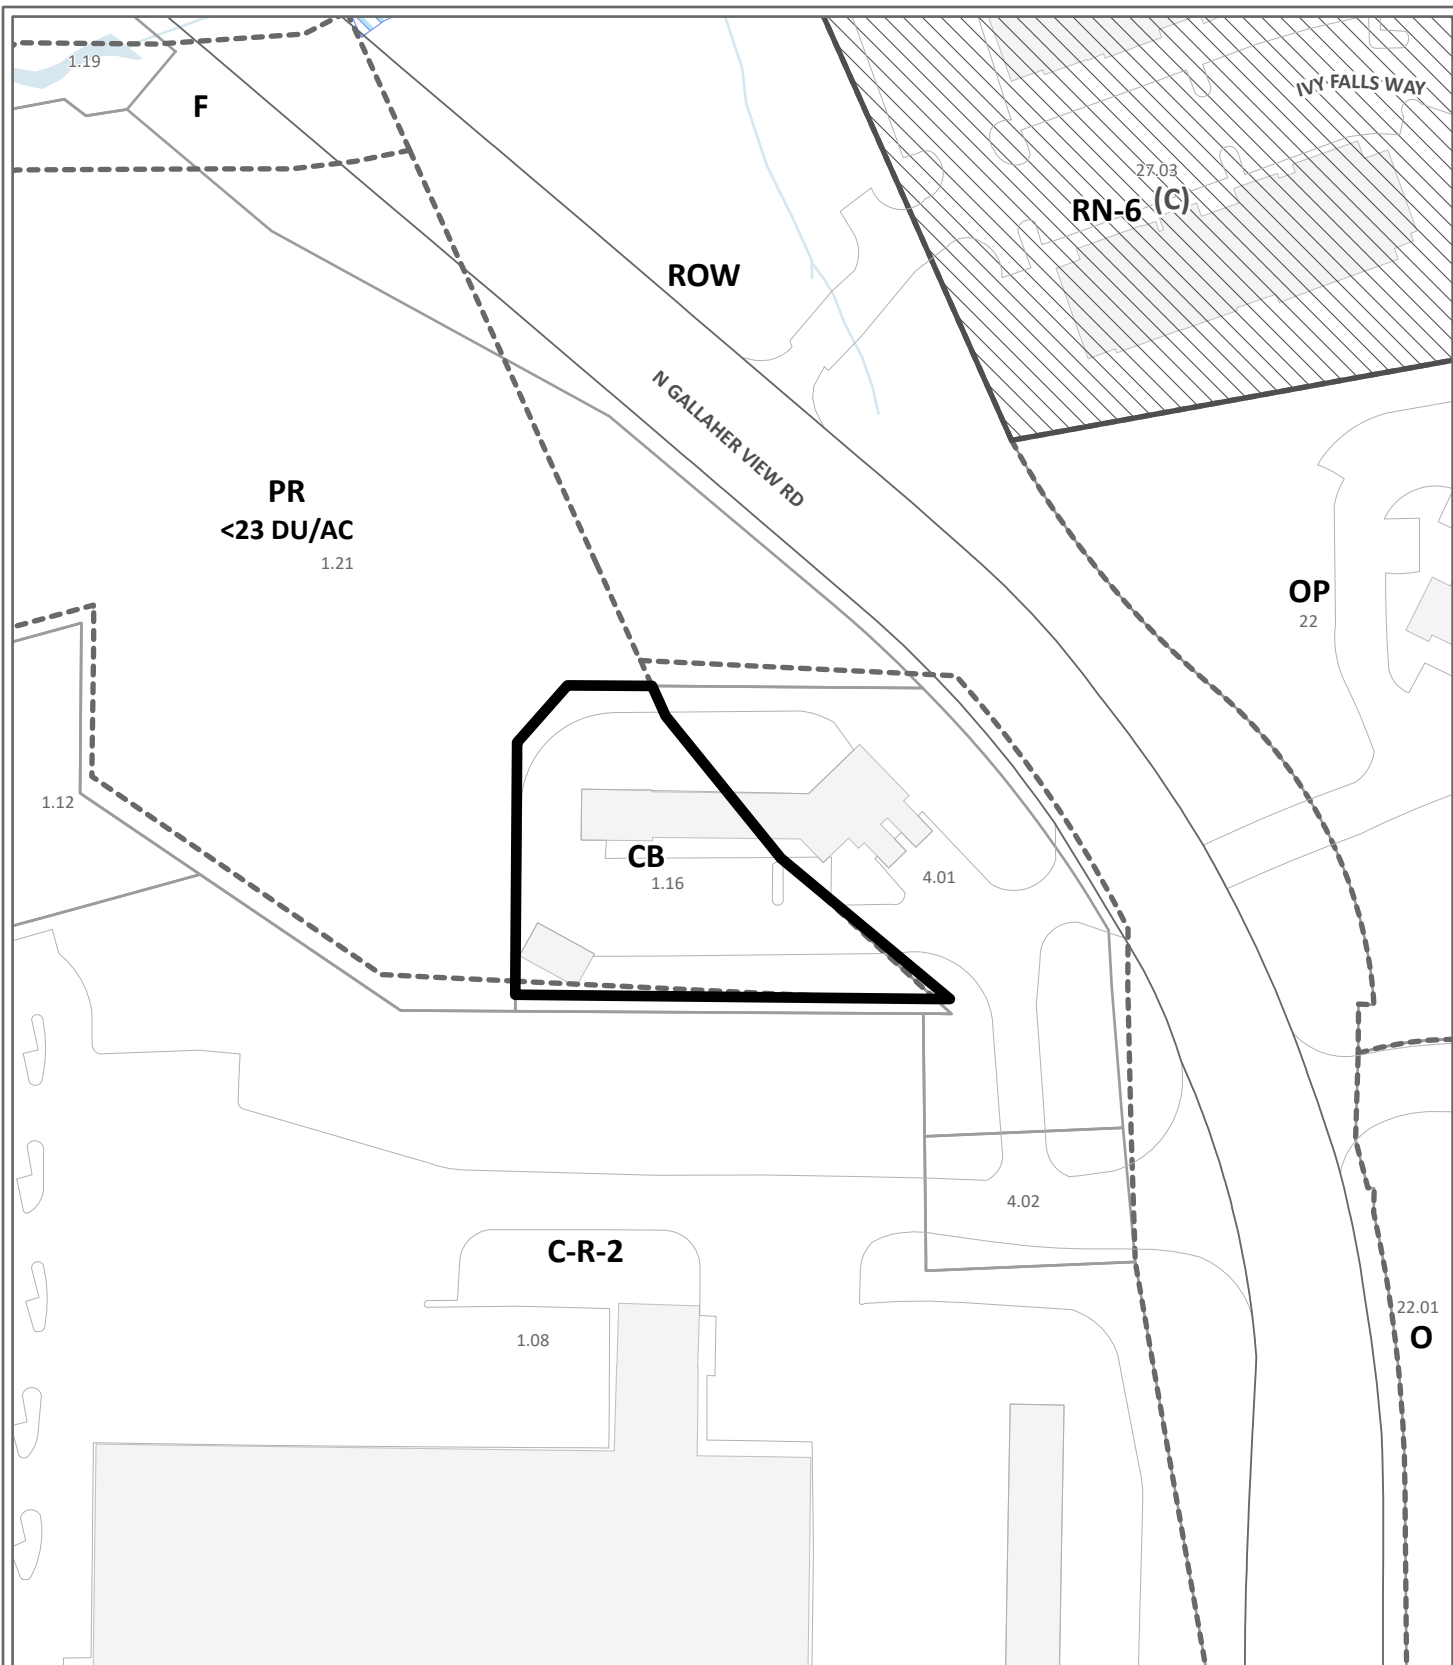 1.19
F
IVY FALLS WAY
27.03
RN-6 (C)
ROW
N GALLAHER VIEW RD
PR
<23 DU/AC
1.21
OP
22
1.12
CB
1.16
4.01
4.02
C-R-2
1.08
22.01
O